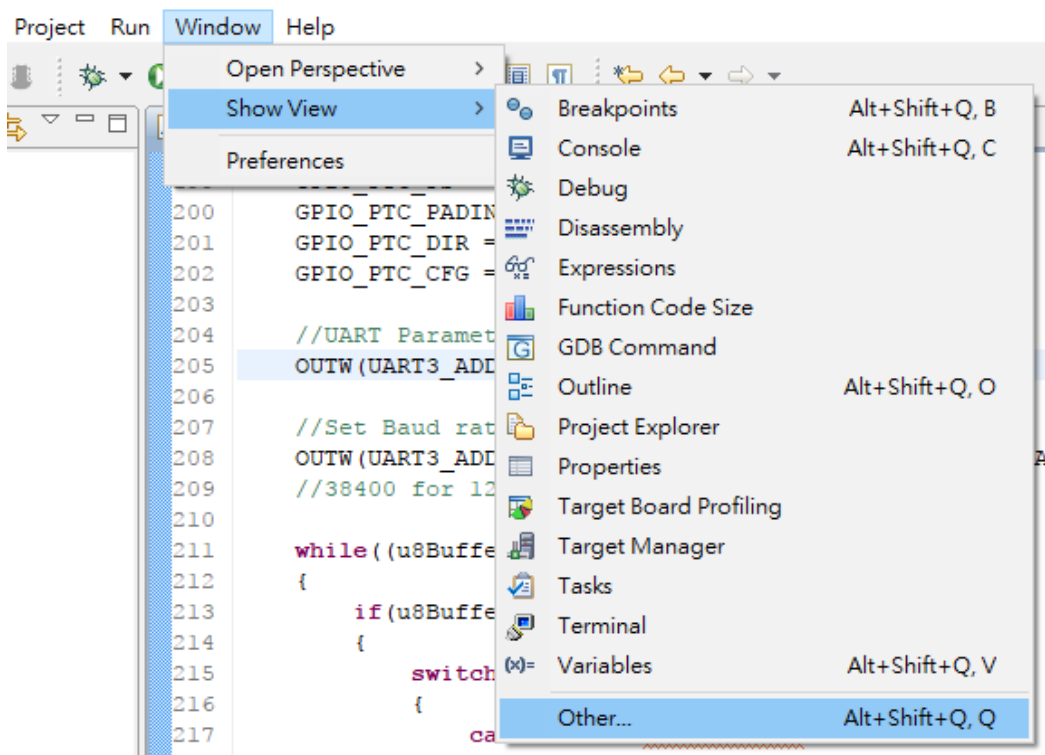 Project Run Window Help
Open Perspective
Show View
Preferences
Breakpoints Alt+Shift+Q, B
Console Alt+Shift+Q, C
Debug
Disassembly
Expressions
Function Code Size
GDB Command
Outline Alt+Shift+Q, O
Project Explorer
Properties
Target Board Profiling
Target Manager
Tasks
Terminal
Variables Alt+Shift+Q, V
Other... Alt+Shift+Q, Q
200 GPIO_PTC_PADIN
201 GPIO_PTC_DIR =
202 GPIO_PTC_CFG =
203
204 //UART Paramet
205 OUTW(UART3_ADD
206
207 //Set Baud rat
208 OUTW(UART3_ADD A
209 //38400 for 12
210
211 while((u8Buffe
212 {
213 if(u8Buffe
214 {
215 switch
216 {
217 ca